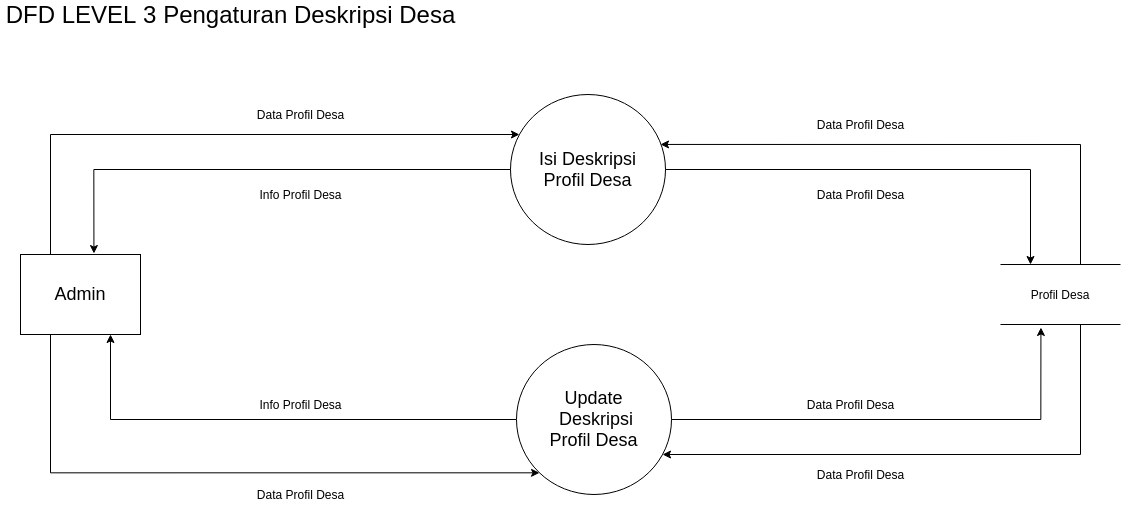 DFD LEVEL 3 Pengaturan Deskripsi Desa
Data Profil Desa
Data Profil Desa
Isi Deskripsi
Profil Desa
Info Profil Desa
Data Profil Desa
Admin
Profil Desa
Update
Deskripsi
Profil Desa
Info Profil Desa
Data Profil Desa
Data Profil Desa
Data Profil Desa